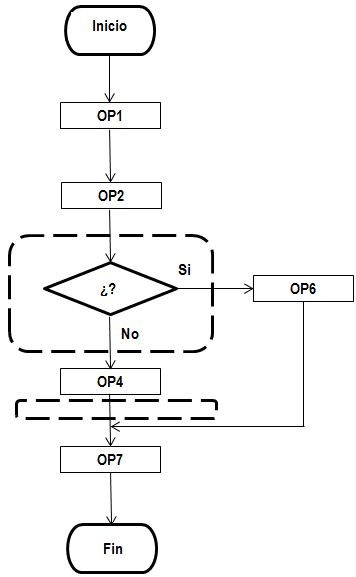 Inicio
OP1
OP2
¿?
Si
OP6
No
OP4
OP7
Fin